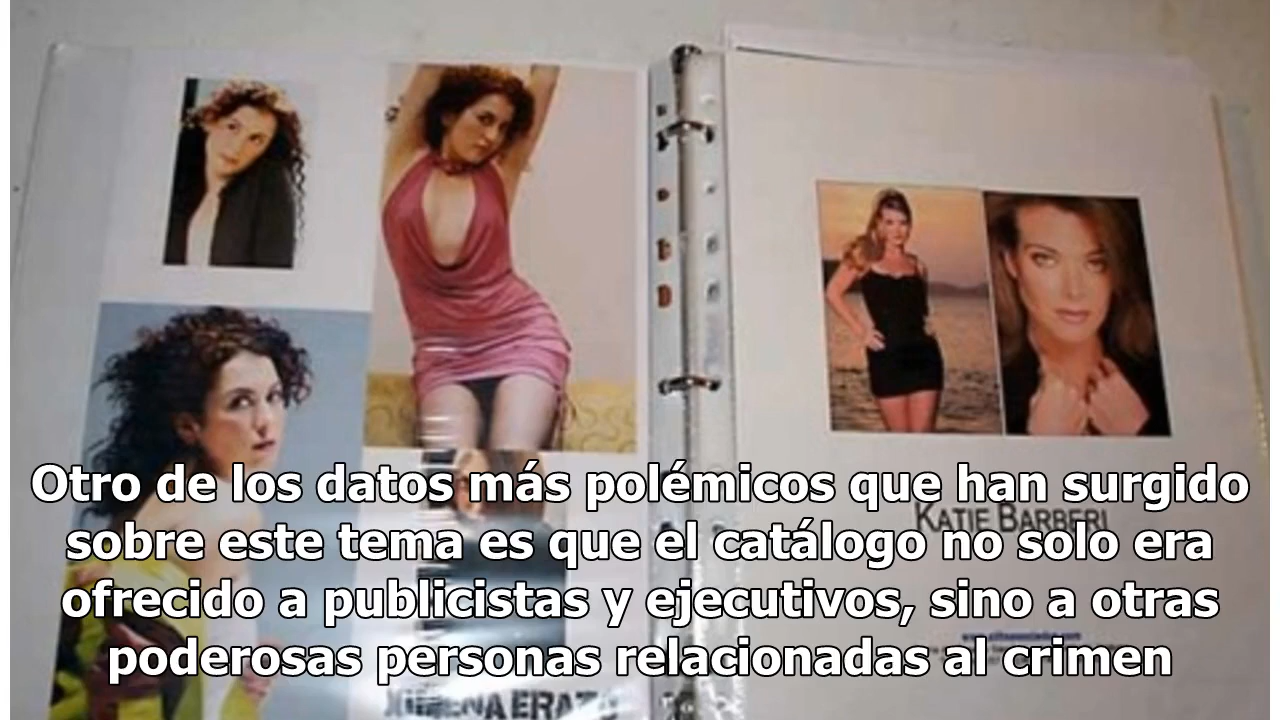 Otro de los datos más polémicos que han surgido
sobre este tema es que el catálogo no solo era
ofrecido a publicistas y ejecutivos, sino a otras
poderosas personas relacionadas al crimen
KATIE BARBERI